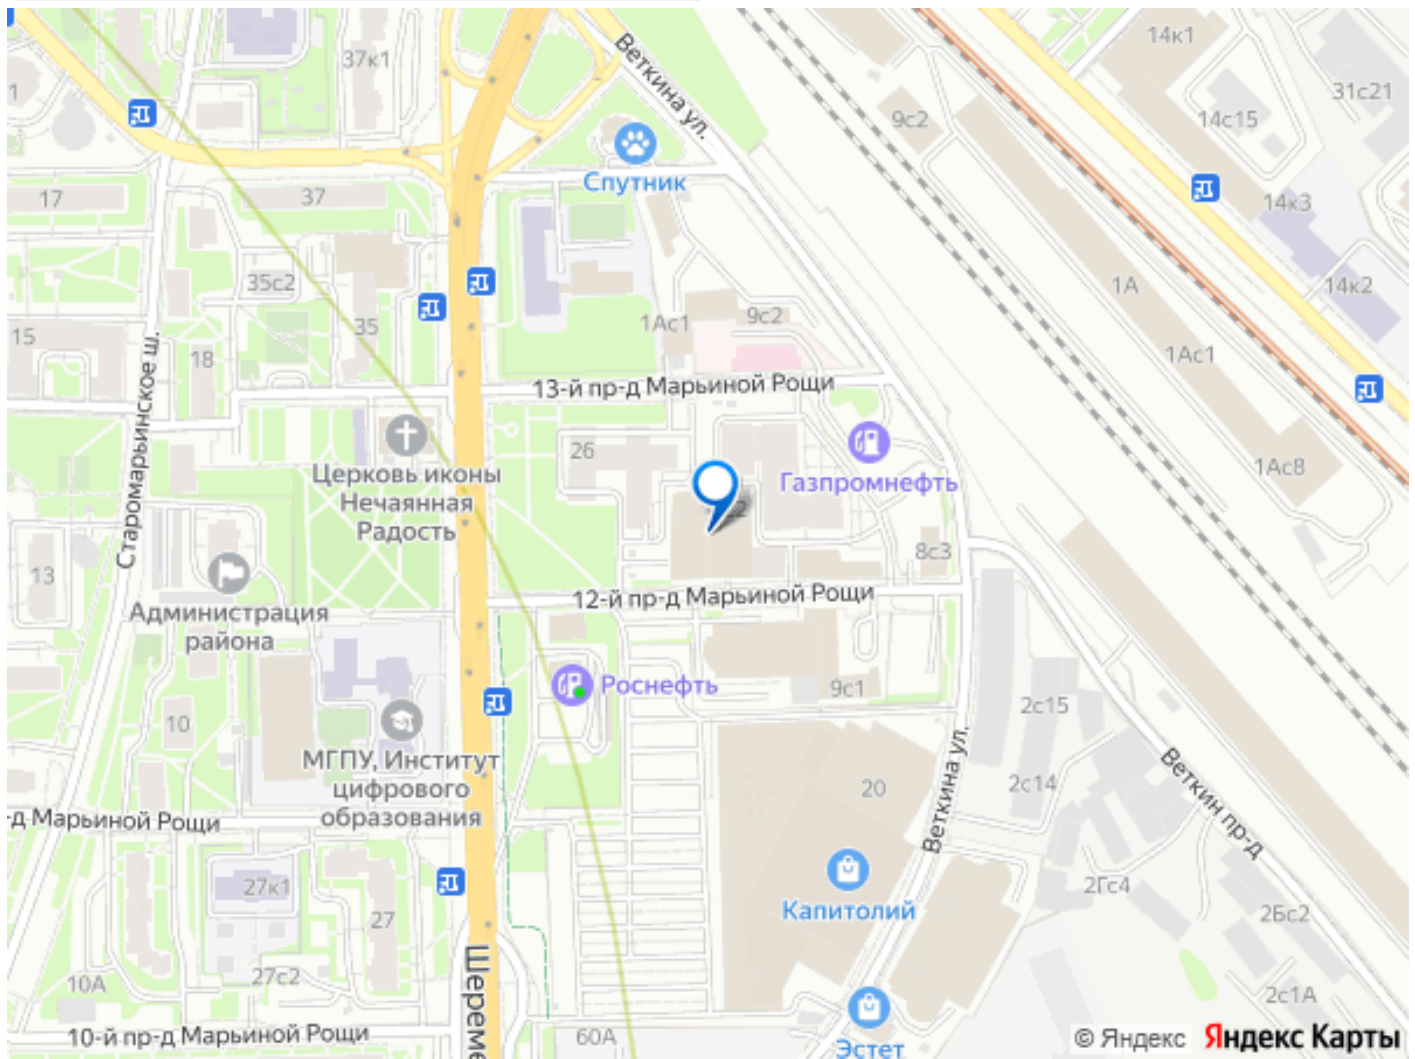 37к1
Веткина ул.
14к1
31с21
9с2
14с15
Спутник
17
37
14к3
35с2
1А
14к2
15
18
35
1Ас1
9с2
1Ас1
13-й пр-д Марьиной Рощи
Старомарьинское ш.
26
Церковь иконы
Нечаянная
Радость
Газпромнефть
1Ас8
8с3
13
Администрация
района
12-й пр-д Марьиной Рощи
Роснефть
9с1
2с15
10
МГПУ, Институт
цифрового
образования
20
2с14
Веткина ул.
Веткин пр-д
-д Марьиной Рощи
27к1
27
Капитолий
2Гс4
2Бс2
10А
27с2
Шереме
2с1А
10-й пр-д Марьиной Рощи
60А
Эстет
© Яндекс Яндекс Карты